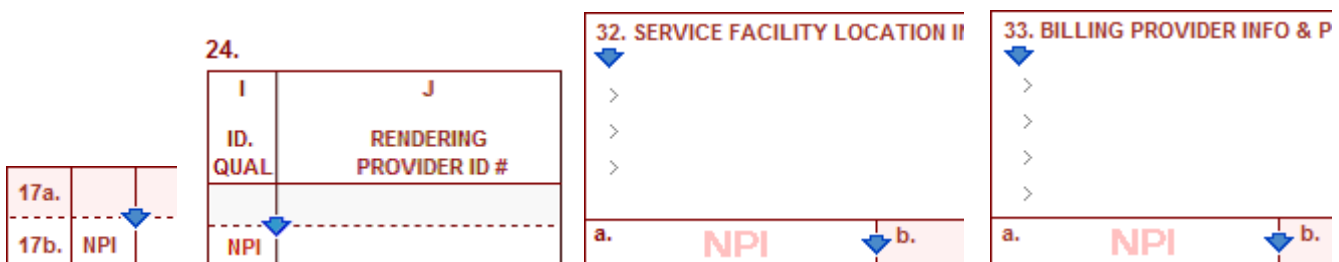 17a.
17b. NPI
24.
I J
ID. QUAL RENDERING PROVIDER ID #
NPI
32. SERVICE FACILITY LOCATION
>
>
>
a. NPI b.
33. BILLING PROVIDER INFO & P
>
>
>
>
a. NPI b.